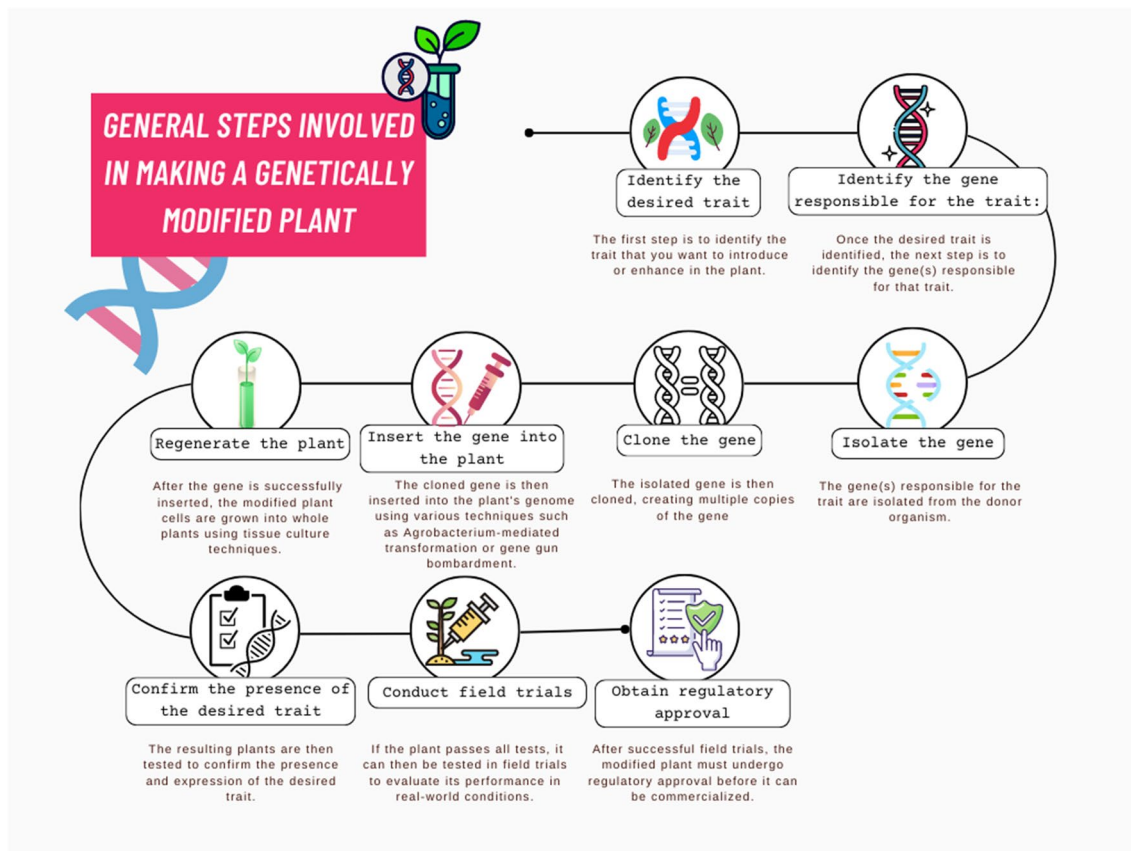 GENERAL STEPS INVOLVED
IN MAKING A GENETICALLY
MODIFIED PLANT
Identify the
desired trait
The first step is to identify the
trait that you want to introduce
or enhance in the plant.
Identify the gene
responsible for the trait:
Once the desired trait is
identified, the next step is to
identify the gene(s) responsible
for that trait.
Isolate the gene
The gene(s) responsible for the
trait are isolated from the donor
organism.
Clone the gene
The isolated gene is then
cloned, creating multiple copies
of the gene
Insert the gene into
the plant
The cloned gene is then
inserted into the plant's genome
using various techniques such
as Agrobacterium-mediated
transformation or gene gun
bombardment.
Regenerate the plant
After the gene is successfully
inserted, the modified plant
cells are grown into whole
plants using tissue culture
techniques.
Confirm the presence of
the desired trait
The resulting plants are then
tested to confirm the presence
and expression of the desired
trait.
Conduct field trials
If the plant passes all tests, it
can then be tested in field trials
to evaluate its performance in
real-world conditions.
Obtain regulatory
approval
After successful field trials, the
modified plant must undergo
regulatory approval before it can
be commercialized.